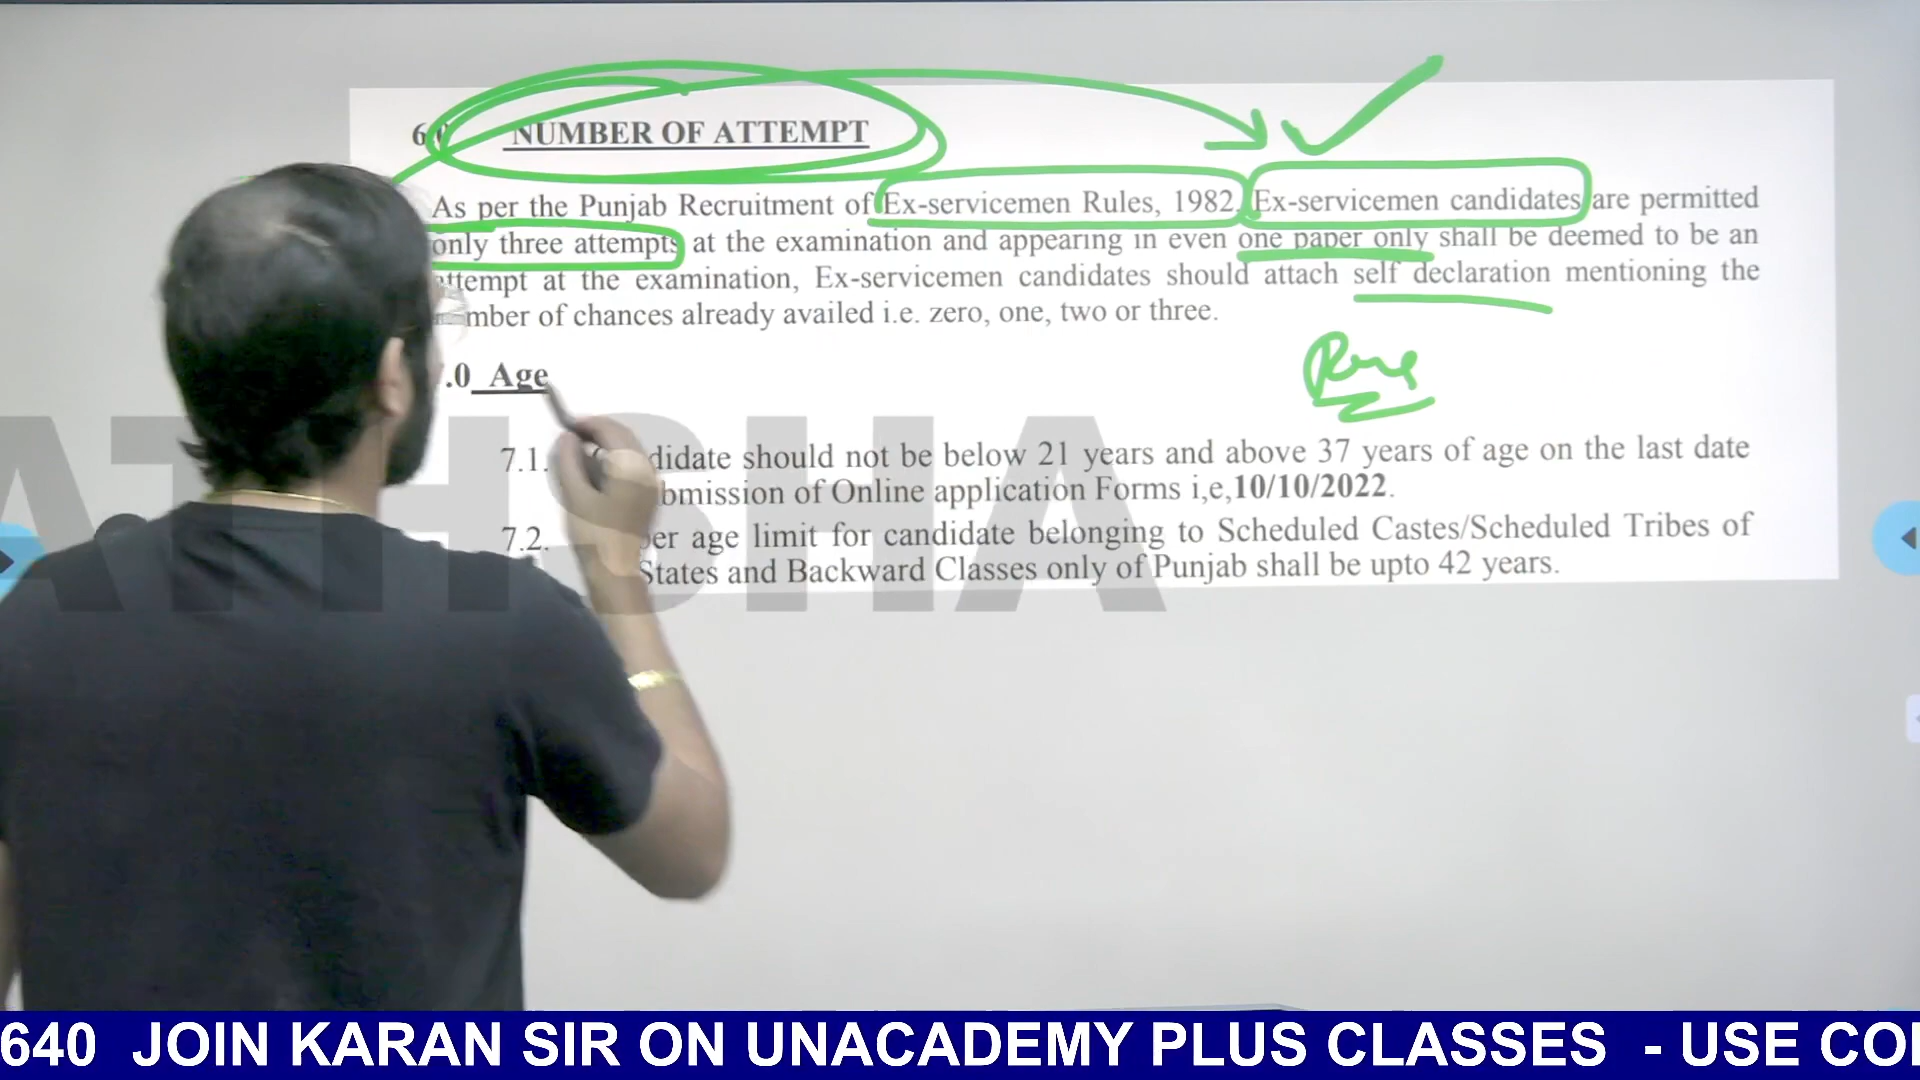 NUMBER OF ATTEMPT
As per the Punjab Recruitment of Ex-servicemen Rules, 1982, Ex-servicemen candidates are permitted
only three attempts at the examination and appearing in even one paper only shall be deemed to be an
attempt at the examination, Ex-servicemen candidates should attach self declaration mentioning the
mber of chances already availed i.e. zero, one, two or three.
.0 Age
7.1. didate should not be below 21 years and above 37 years of age on the last date
bmission of Online application Forms i,e,10/10/2022.
7.2. per age limit for candidate belonging to Scheduled Castes/Scheduled Tribes of
States and Backward Classes only of Punjab shall be upto 42 years.
ATHSHA
640 JOIN KARAN SIR ON UNACADEMY PLUS CLASSES - USE CO